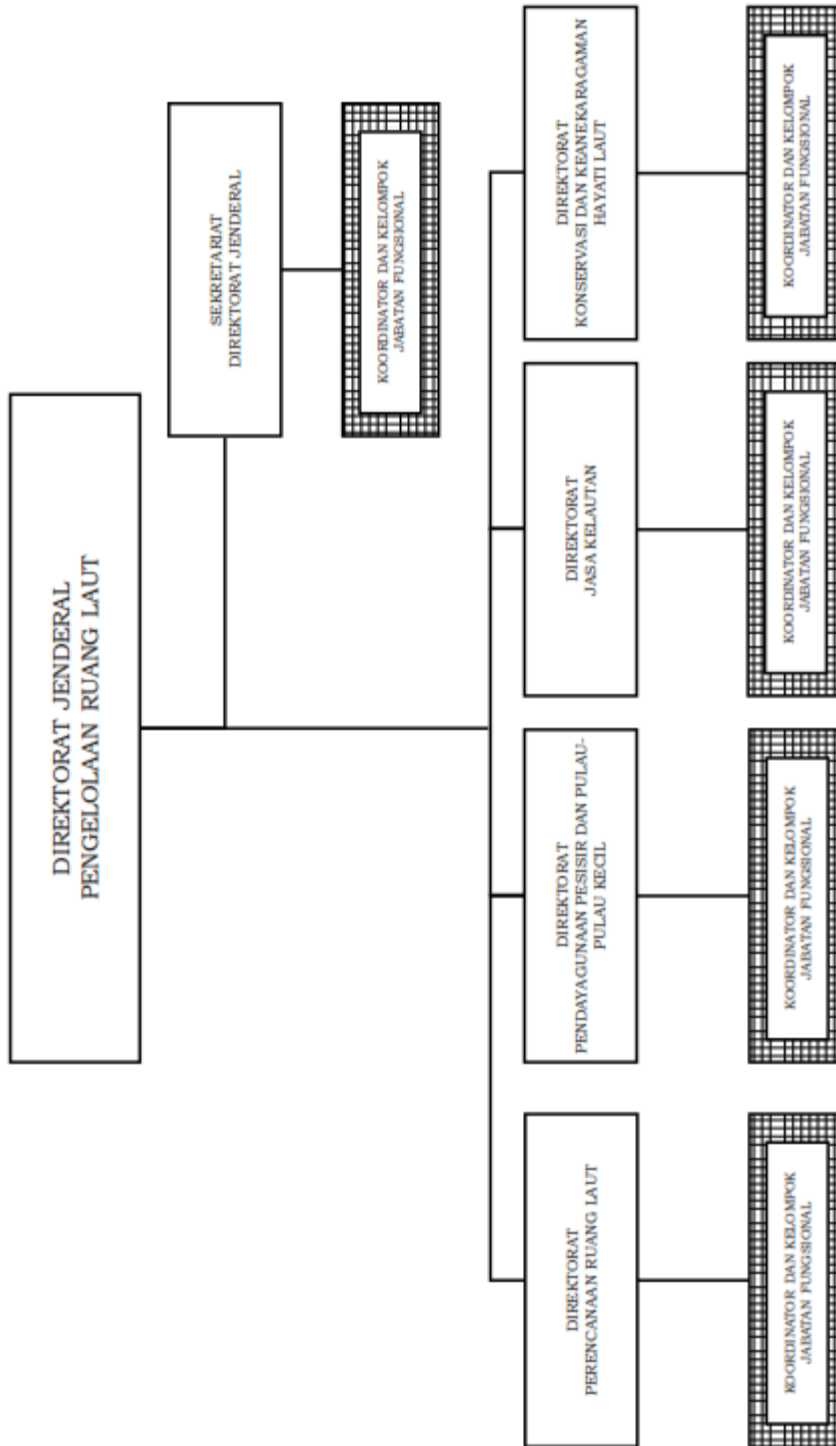 DIREKTORAT JENDERAL
PENGELOLAAN RUANG LAUT
SEKRETARIAT
DIREKTORAT JENDERAL
KOORDINATOR DAN KELOMPOK
JABATAN FUNGSIONAL
DIREKTORAT
PERENCANAAN RUANG LAUT
DIREKTORAT
PENDAYAGUNAAN PESISIR DAN PULAU-
PULAU KECIL
DIREKTORAT
JASA KELAUTAN
DIREKTORAT
KONSERVASI DAN KEANEKARAGAMAN
HAYATI LAUT
KOORDINATOR DAN KELOMPOK
JABATAN FUNGSIONAL
KOORDINATOR DAN KELOMPOK
JABATAN FUNGSIONAL
KOORDINATOR DAN KELOMPOK
JABATAN FUNGSIONAL
KOORDINATOR DAN KELOMPOK
JABATAN FUNGSIONAL